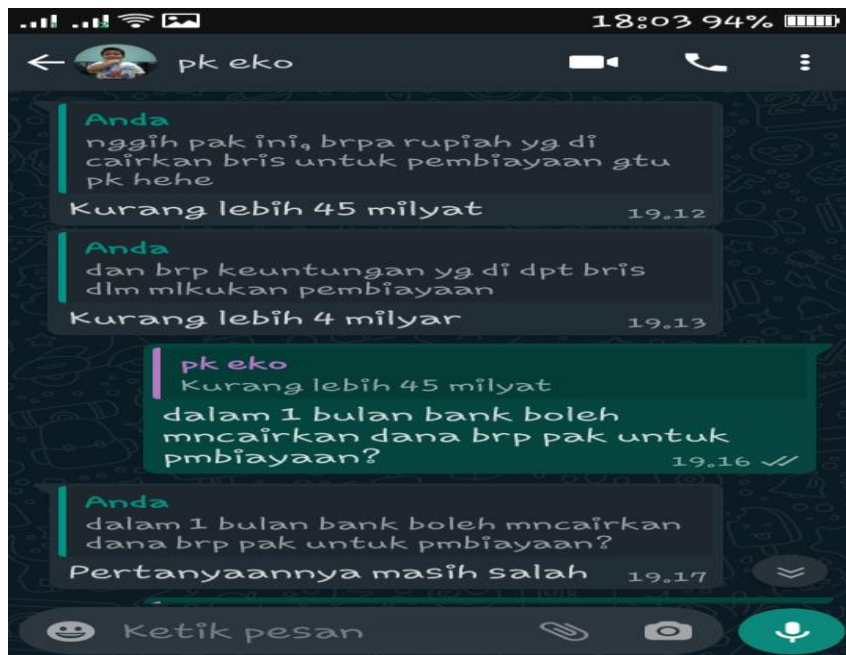 18:03 94%
pk eko
Anda
nggih pak ini, brpa rupiah yg di
cairkan bris untuk pembiayaan gtu
pk hehe
Kurang lebih 45 milyat
19.12
Anda
dan brp keuntungan yg di dpt bris
dlm mlkukan pembiayaan
Kurang lebih 4 milyar
19.13
pk eko
Kurang lebih 45 milyat
dalam 1 bulan bank boleh
mncairkan dana brp pak untuk
pmbiayaan?
19.16
Anda
dalam 1 bulan bank boleh mncairkan
dana brp pak untuk pmbiayaan?
Pertanyaannya masih salah
19.17
Ketik pesan